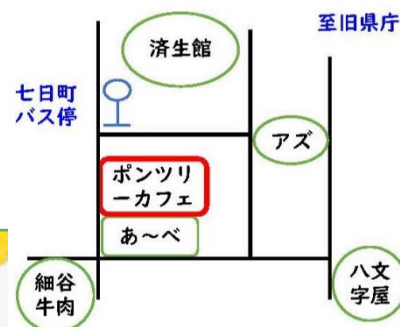 済生館
至旧県庁
七日町
バス停
アズ
ポンツリ
ーカフェ
あ～べ
細谷
牛肉
八文
字屋